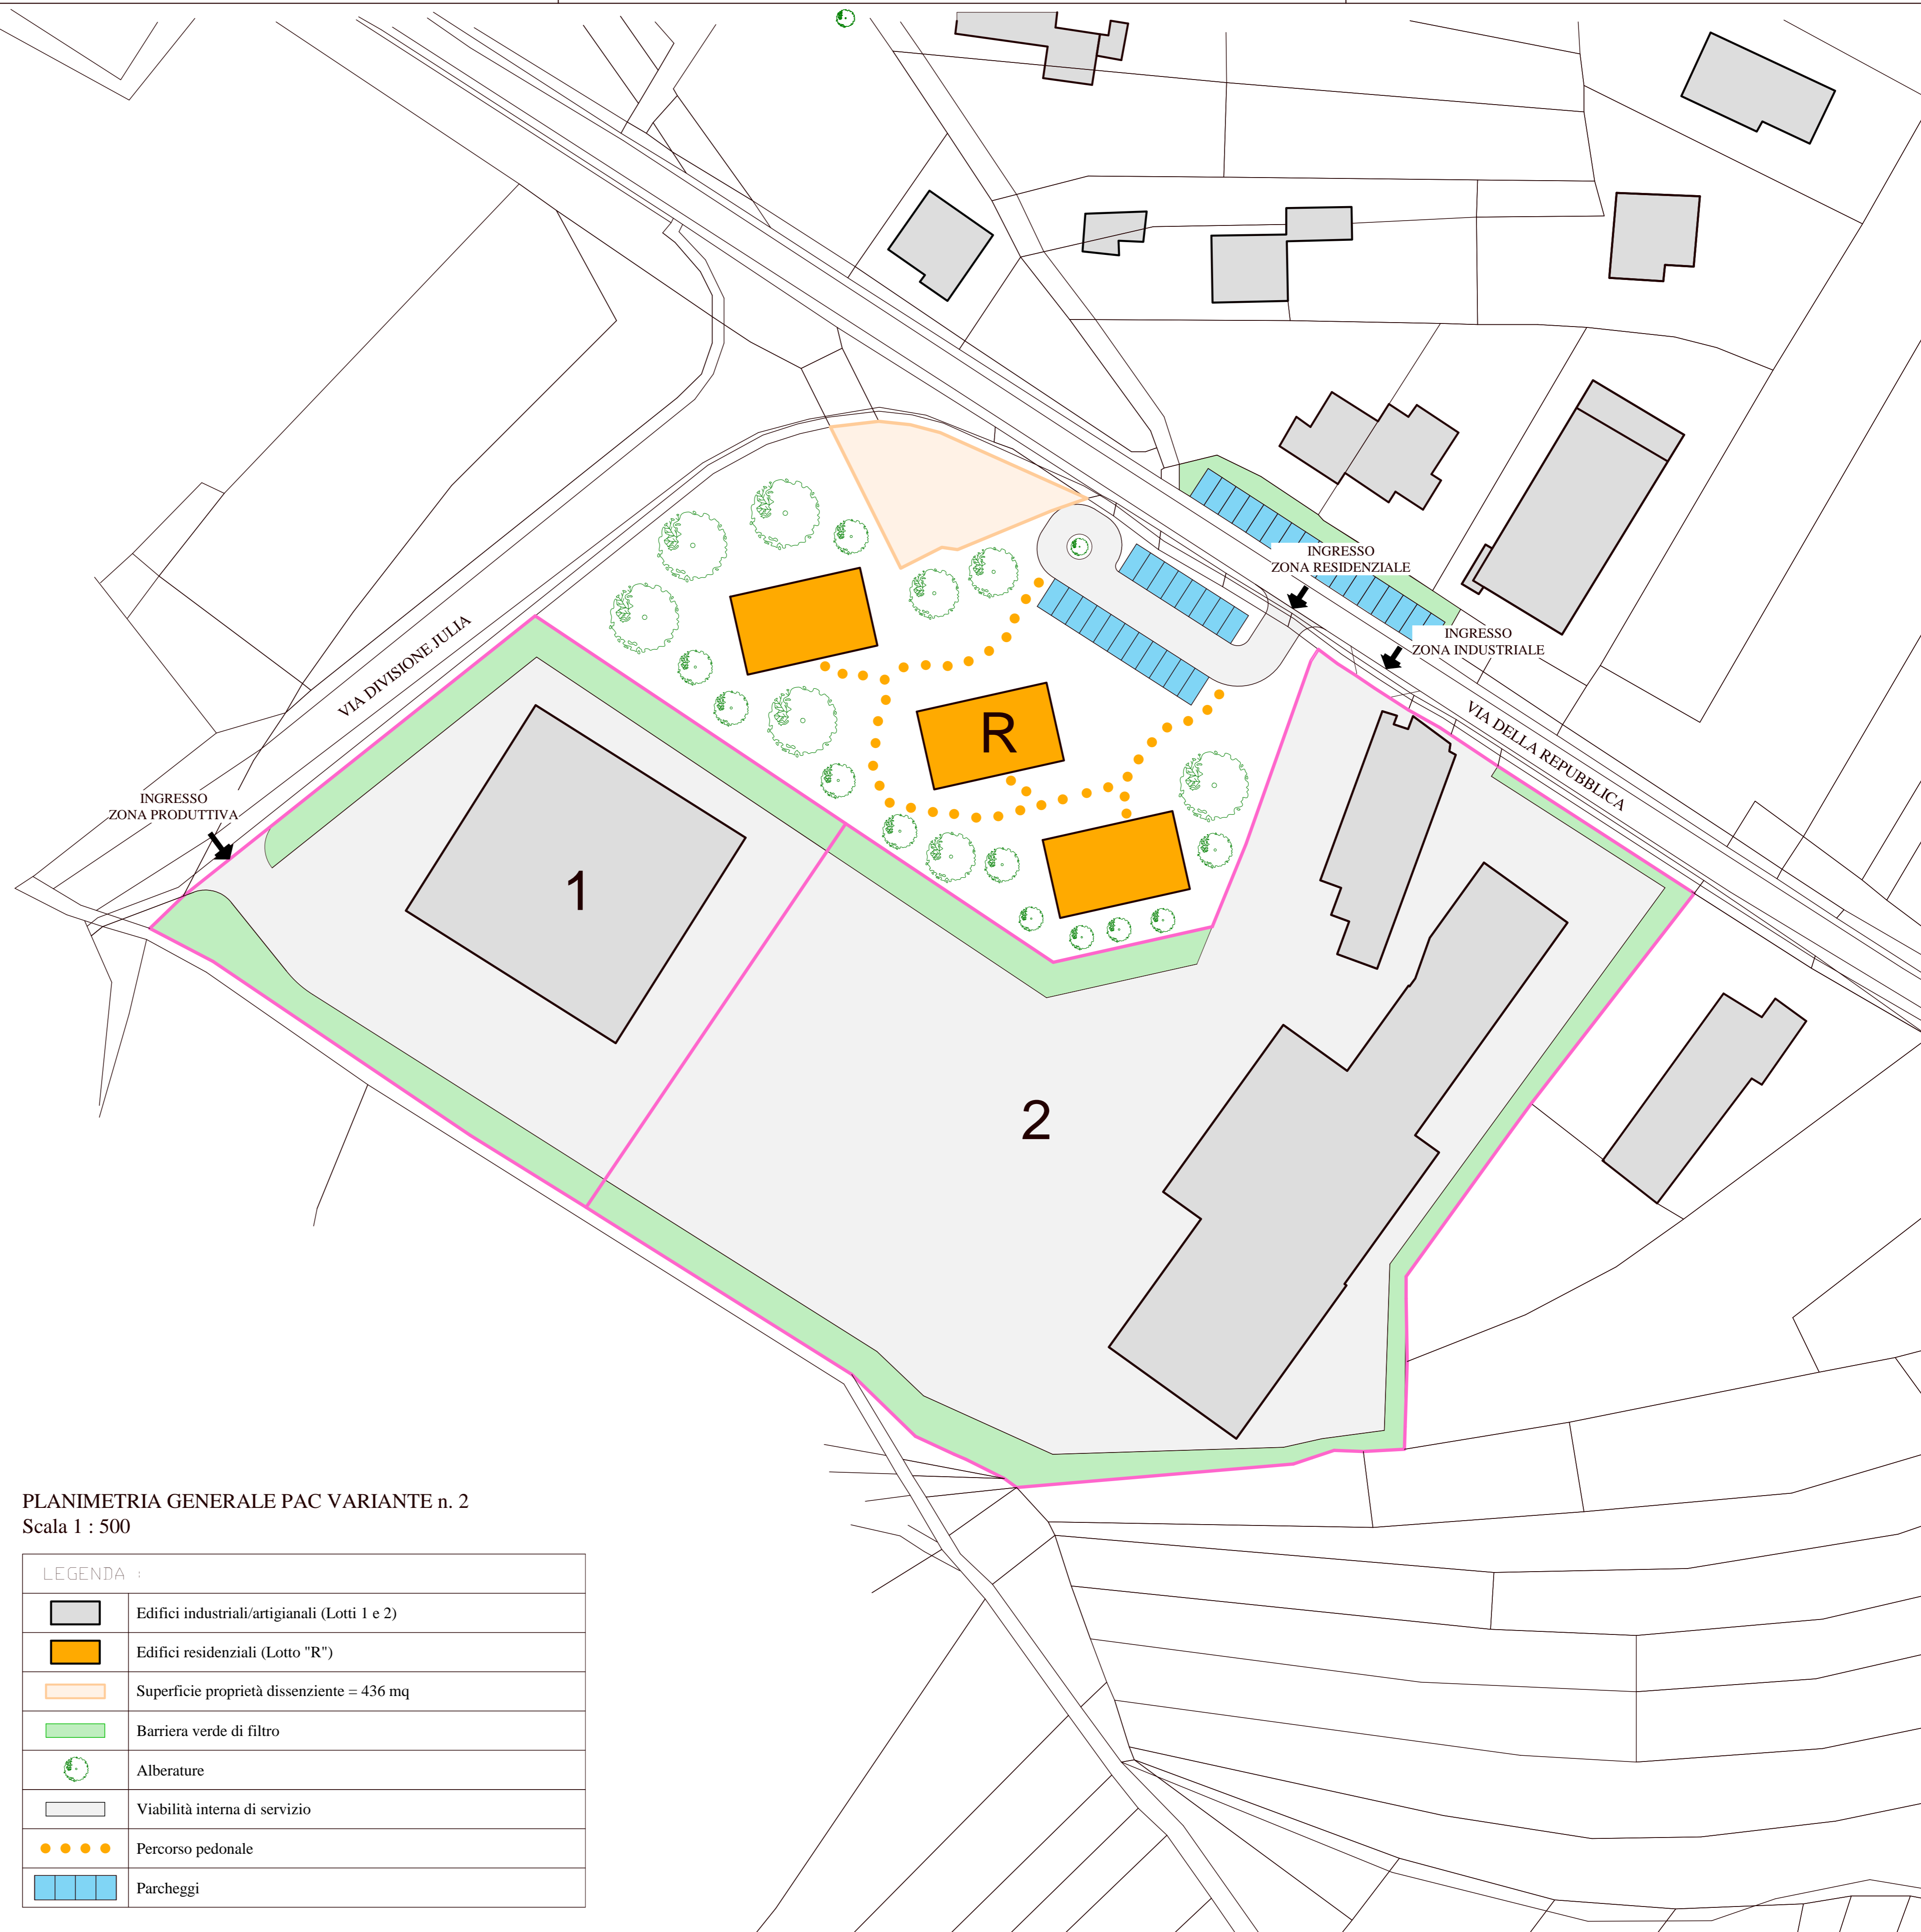 INGRESSO
ZONA RESIDENZIALE
INGRESSO
ZONA INDUSTRIALE
VIA DIVISIONE JULIA
VIA DELLA REPUBBLICA
R
INGRESSO
ZONA PRODUTTIVA
1
2
PLANIMETRIA GENERALE PAC VARIANTE n. 2
Scala 1 : 500
LEGENDA :
Edifici industriali/artigianali (Lotti 1 e 2)
Edifici residenziali (Lotto "R")
Superficie proprietà dissenziente = 436 mq
Barriera verde di filtro
Alberature
Viabilità interna di servizio
Percorso pedonale
Parcheggi